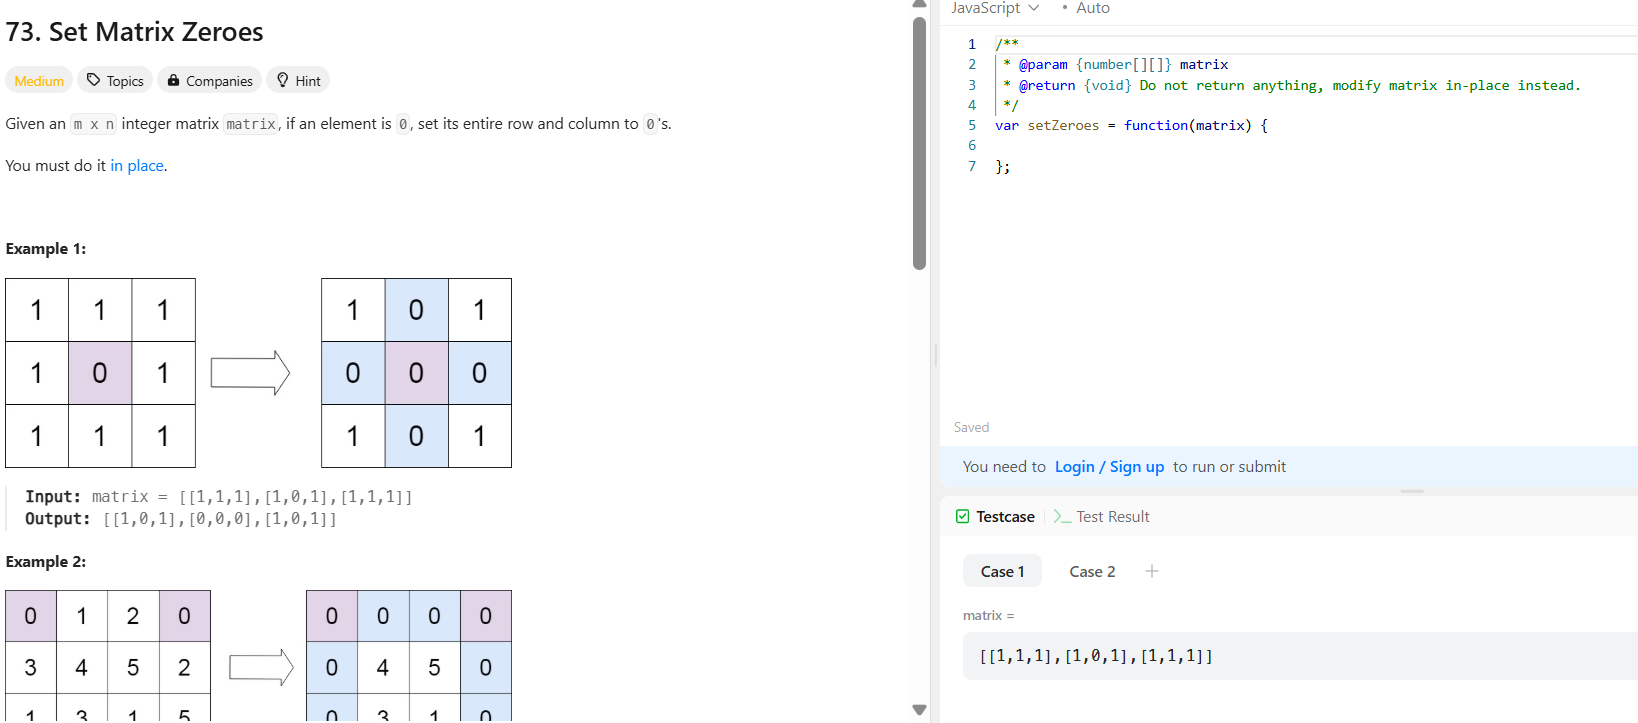 73. Set Matrix Zeroes
Medium Topics Companies Hint
Given an m x n integer matrix matrix, if an element is 0, set its entire row and column to 0's.
You must do it in place.
Example 1:
1 1 1
1 0 1
1 1 1
1 0 1
0 0 0
1 0 1
Input: matrix = [[1,1,1],[1,0,1],[1,1,1]]
Output: [[1,0,1],[0,0,0],[1,0,1]]
Example 2:
0 1 2 0
3 4 5 2
1 3 1 5
0 0 0 0
0 4 5 0
0 3 1 0
JavaScript • Auto
1 /**
2 * @param {number[][]} matrix
3 * @return {void} Do not return anything, modify matrix in-place instead.
4 */
5 var setZeroes = function(matrix) {
6
7 };
Saved
You need to Login / Sign up to run or submit
Testcase >_ Test Result
Case 1 Case 2 +
matrix =
[[1,1,1],[1,0,1],[1,1,1]]